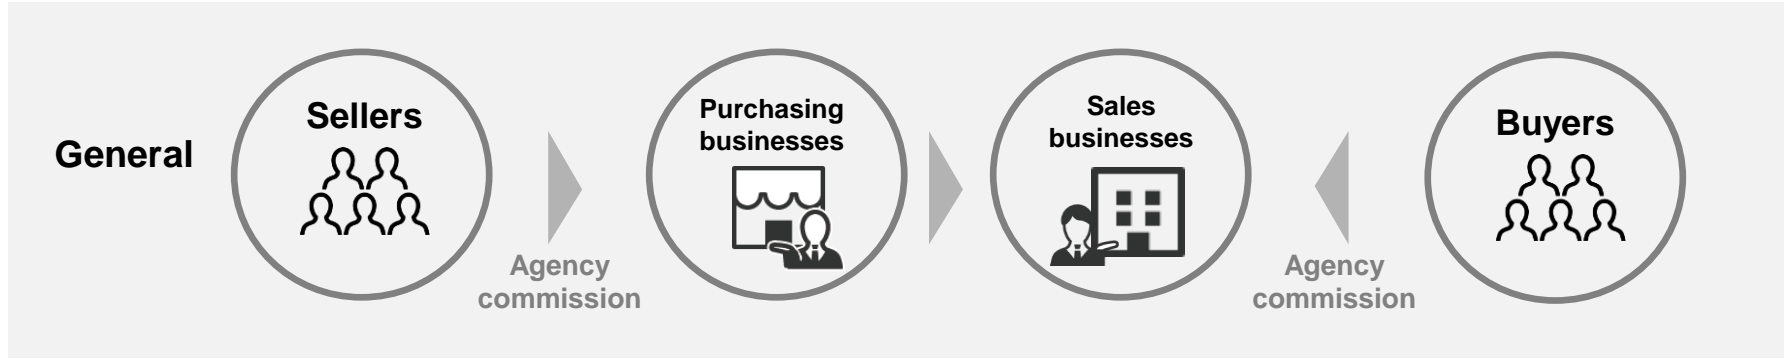 General
Sellers
Agency
commission
Purchasing
businesses
Sales
businesses
Agency
commission
Buyers